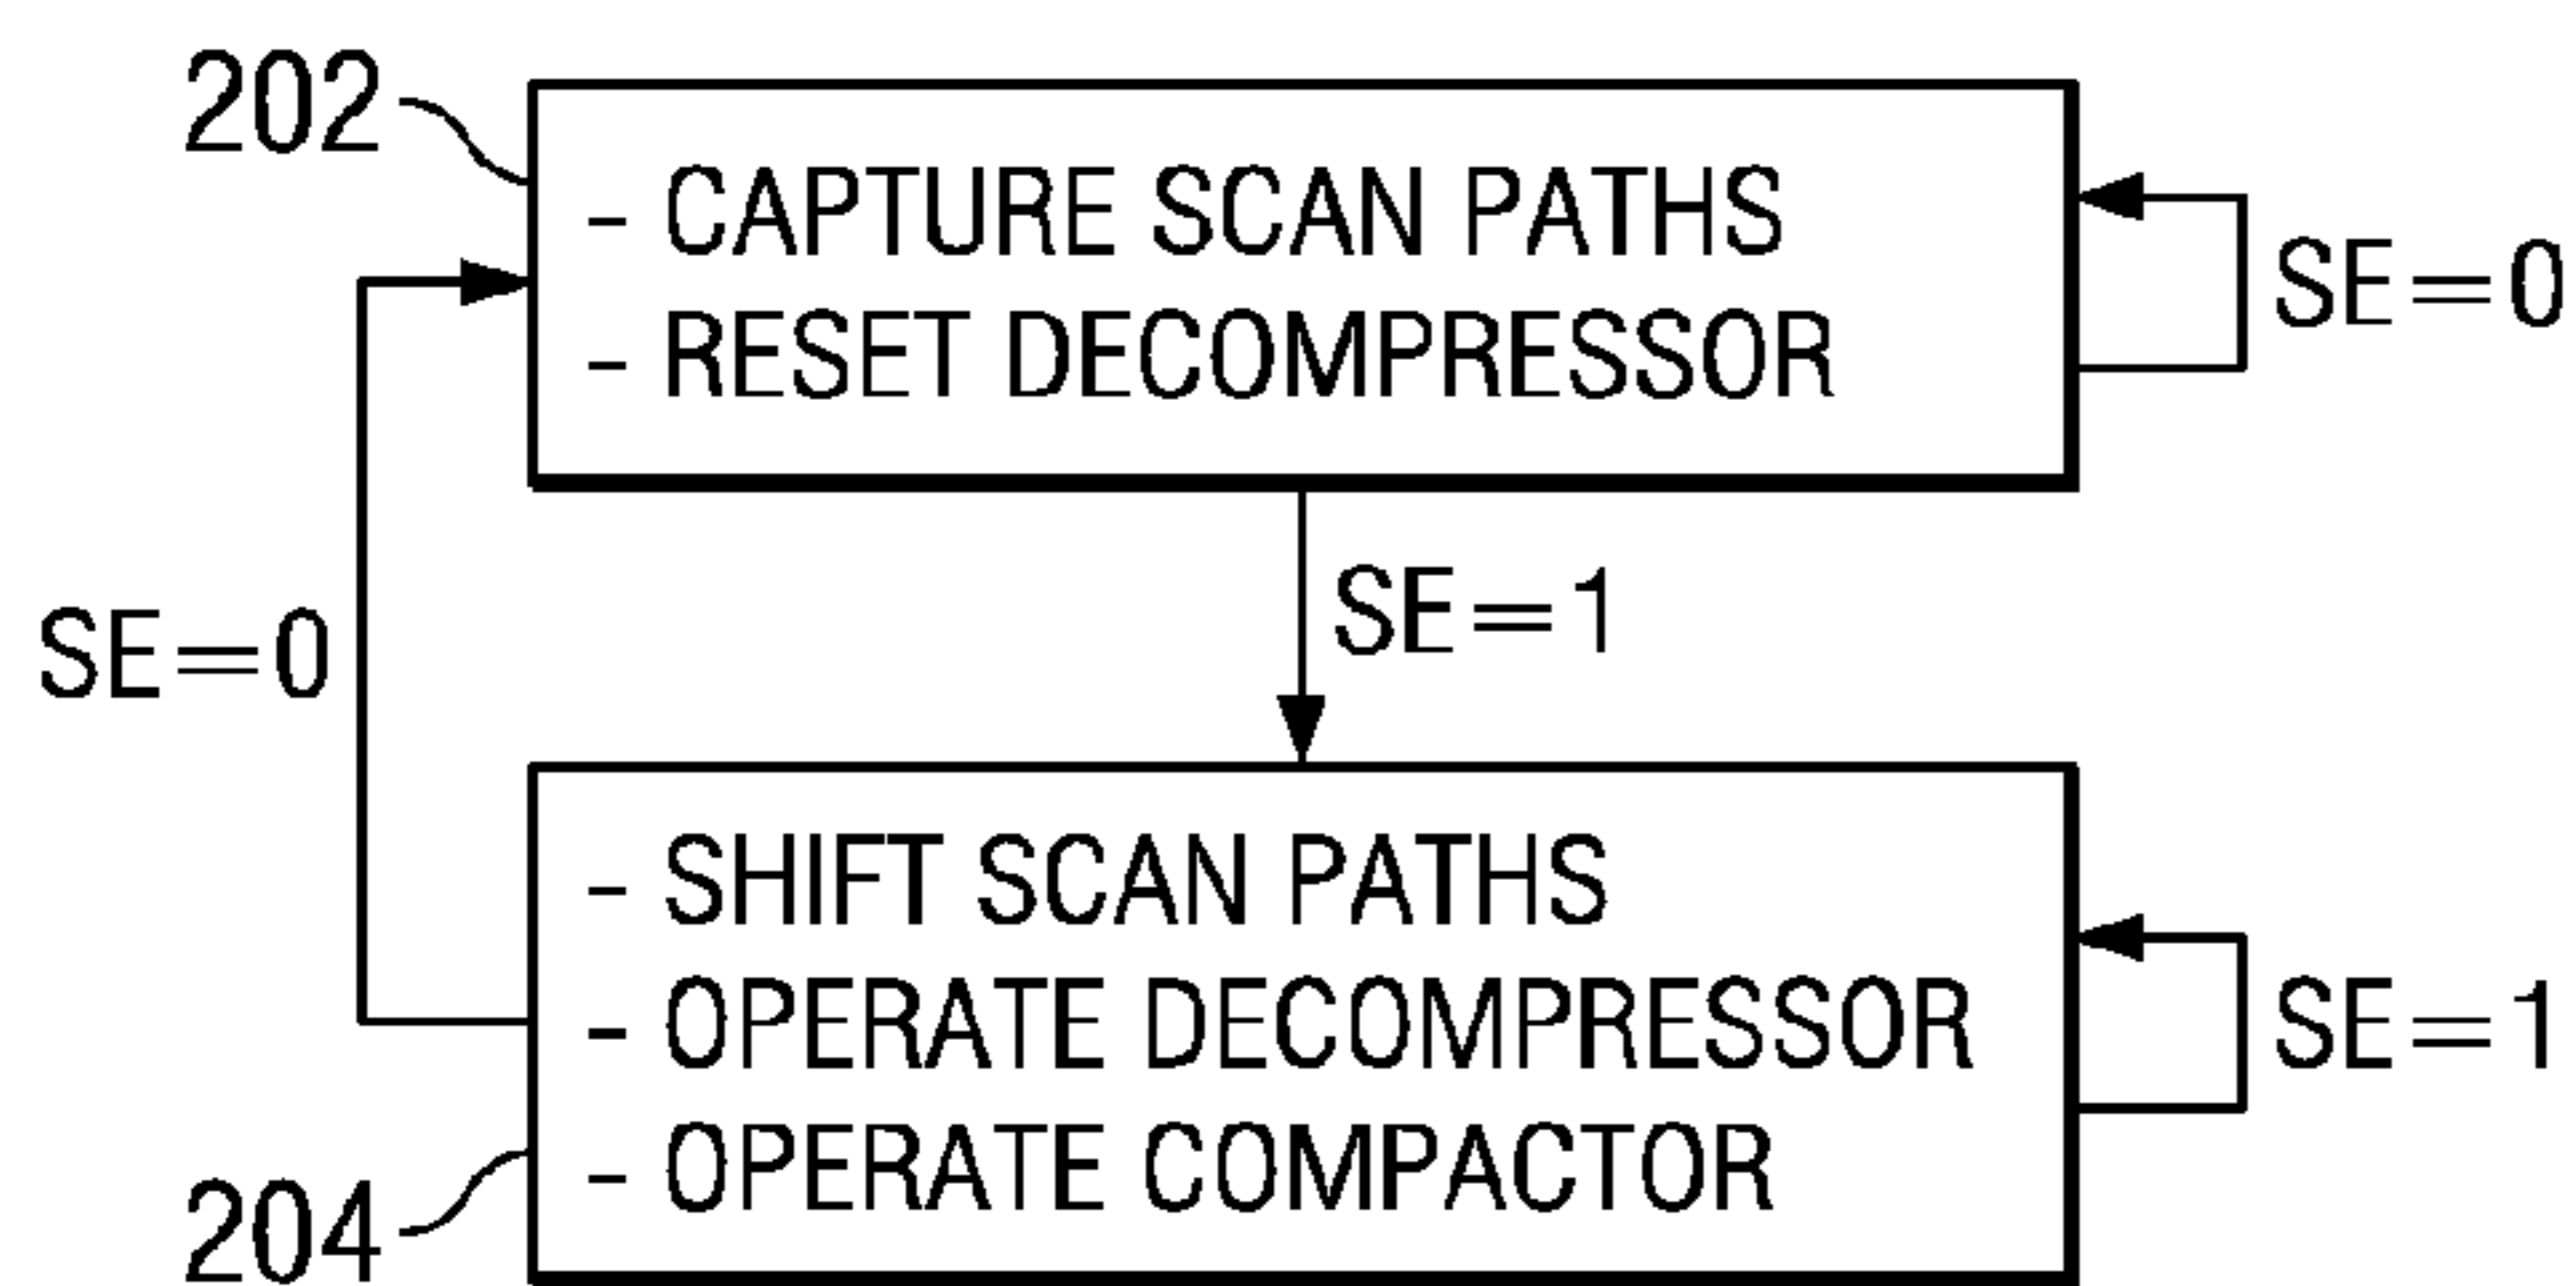 202
- CAPTURE SCAN PATHS
- RESET DECOMPRESSOR
SE=0
SE=0
SE=1
- SHIFT SCAN PATHS
- OPERATE DECOMPRESSOR
- OPERATE COMPACTOR
SE=1
204